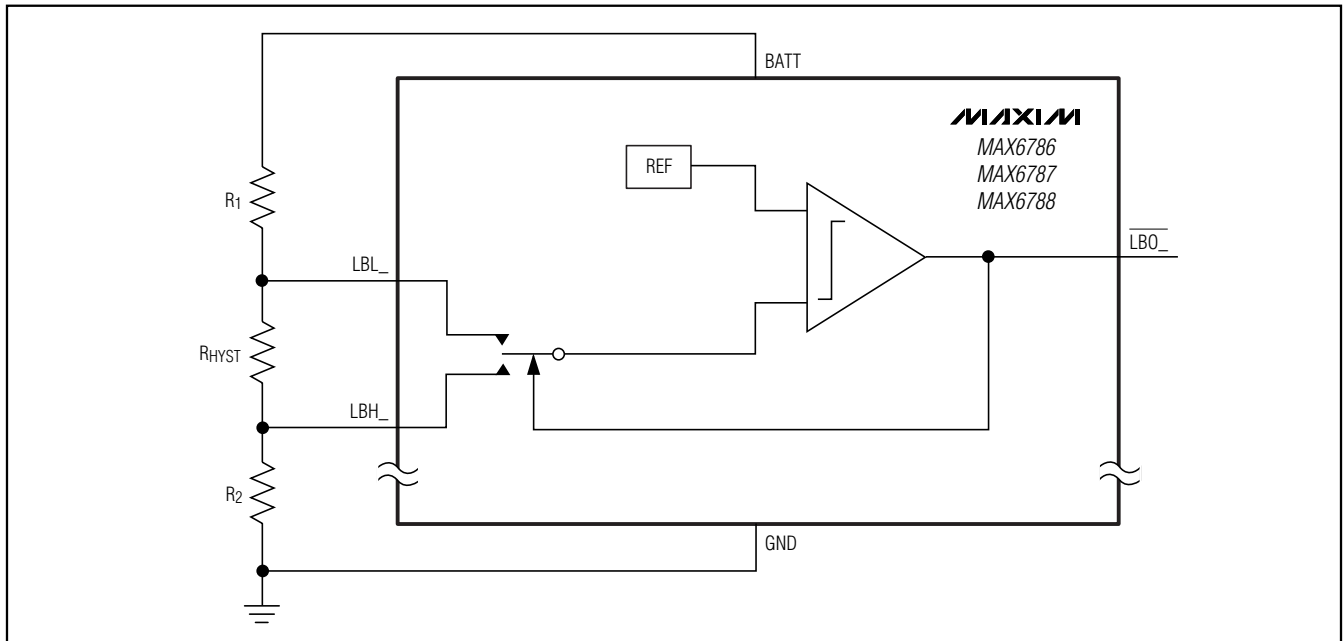 BATT
MAXIM
MAX6786
MAX6787
MAX6788
REF
R1
LBO_
LBL_
RHYST
LBH_
R2
GND